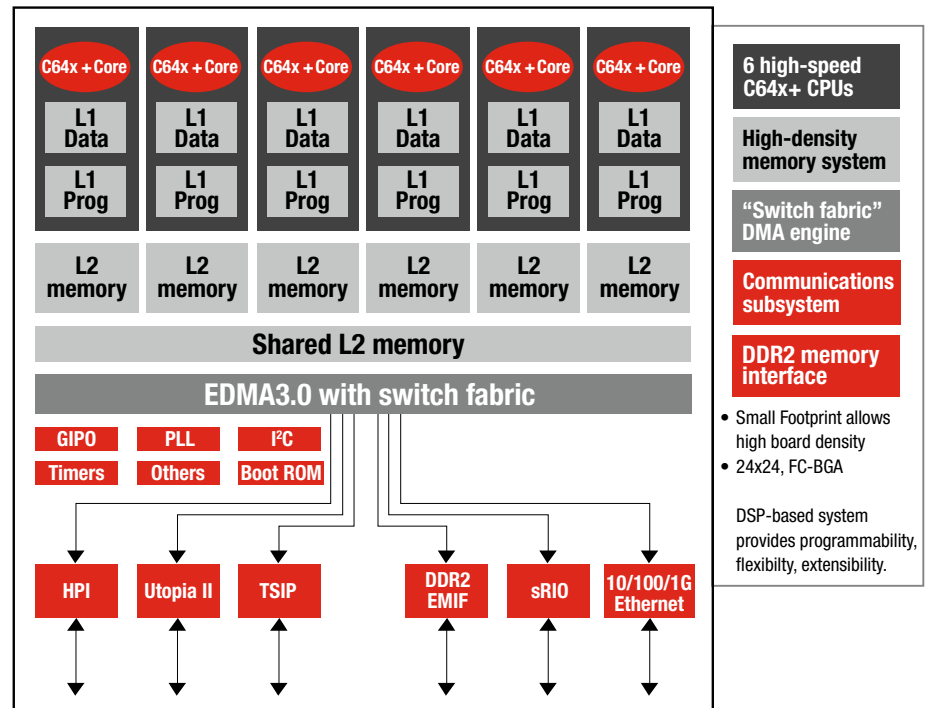 C64x + Core C64x + Core C64x + Core C64x + Core C64x + Core C64x + Core
L1 L1 L1 L1 L1 L1
Data Data Data Data Data Data
L1 L1 L1 L1 L1 L1
Prog Prog Prog Prog Prog Prog
L2 L2 L2 L2 L2 L2
memory memory memory memory memory memory
Shared L2 memory
EDMA3.0 with switch fabric
GIPO PLL I²C
Timers Others Boot ROM
HPI Utopia II TSIP
DDR2
EMIF
sRIO
10/100/1G
Ethernet
6 high-speed
C64x+ CPUs
High-density
memory system
“Switch fabric”
DMA engine
Communications
subsystem
DDR2 memory
interface
• Small Footprint allows
high board density
• 24x24, FC-BGA
DSP-based system
provides programmability,
flexibilty, extensibility.